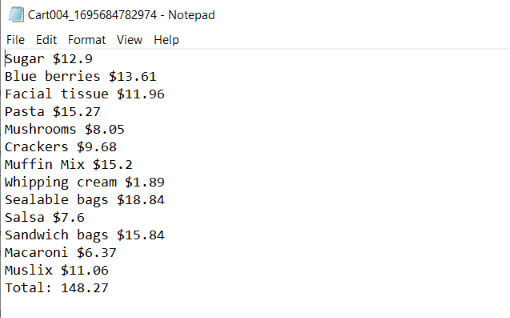 Cart004_1695684782974 - Notepad
File Edit Format View Help
Sugar $12.9
Blue berries $13.61
Facial tissue $11.96
Pasta $15.27
Mushrooms $8.05
Crackers $9.68
Muffin Mix $15.2
Whipping cream $1.89
Sealable bags $18.84
Salsa $7.6
Sandwich bags $15.84
Macaroni $6.37
Muslix $11.06
Total: 148.27